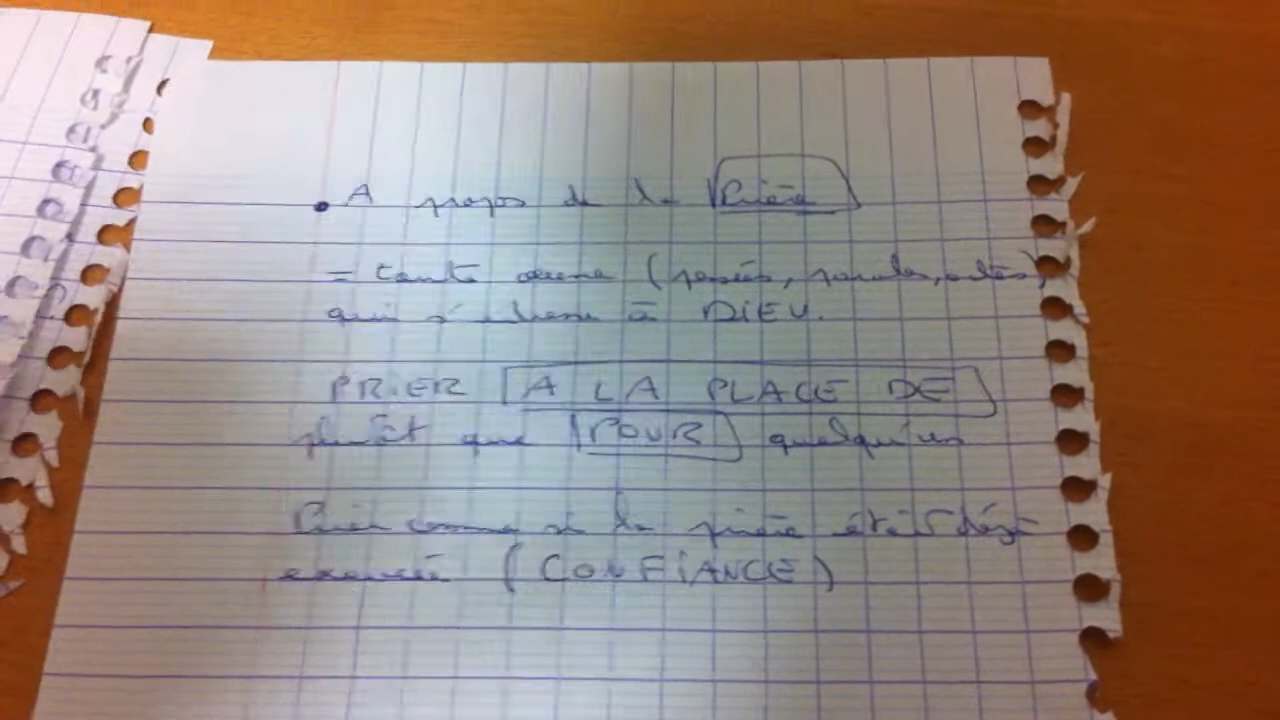 • A propos de la Prière
= toute œuvre (pensées, paroles, actes)
qui s'adresse à DIEU.
PRIER A LA PLACE DE
plutôt que POUR quelqu'un
Prier comme si la prière était déjà
exaucée (CONFIANCE)